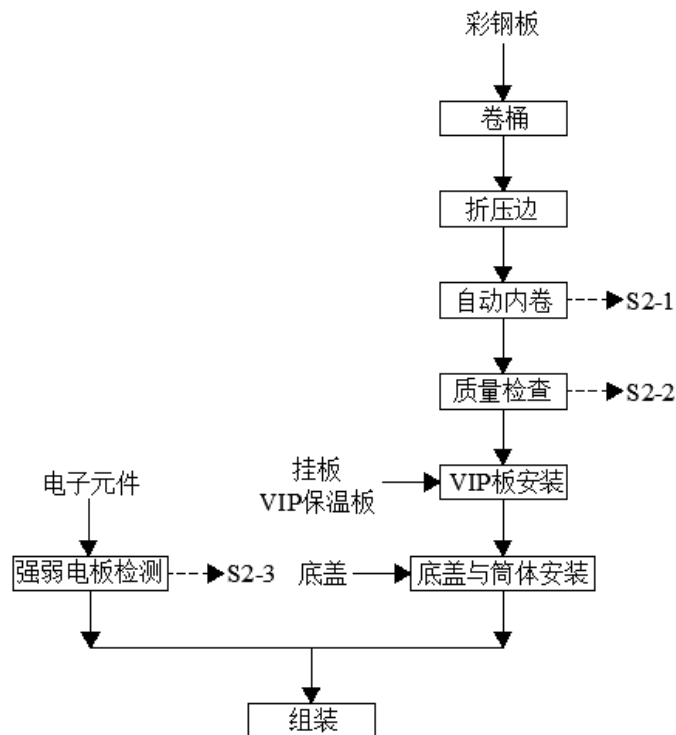 彩钢板
卷桶
折压边
自动内卷
S2-1
质量检查
S2-2
挂板
VIP保温板
VIP板安装
电子元件
强弱电板检测
S2-3
底盖
底盖与筒体安装
组装